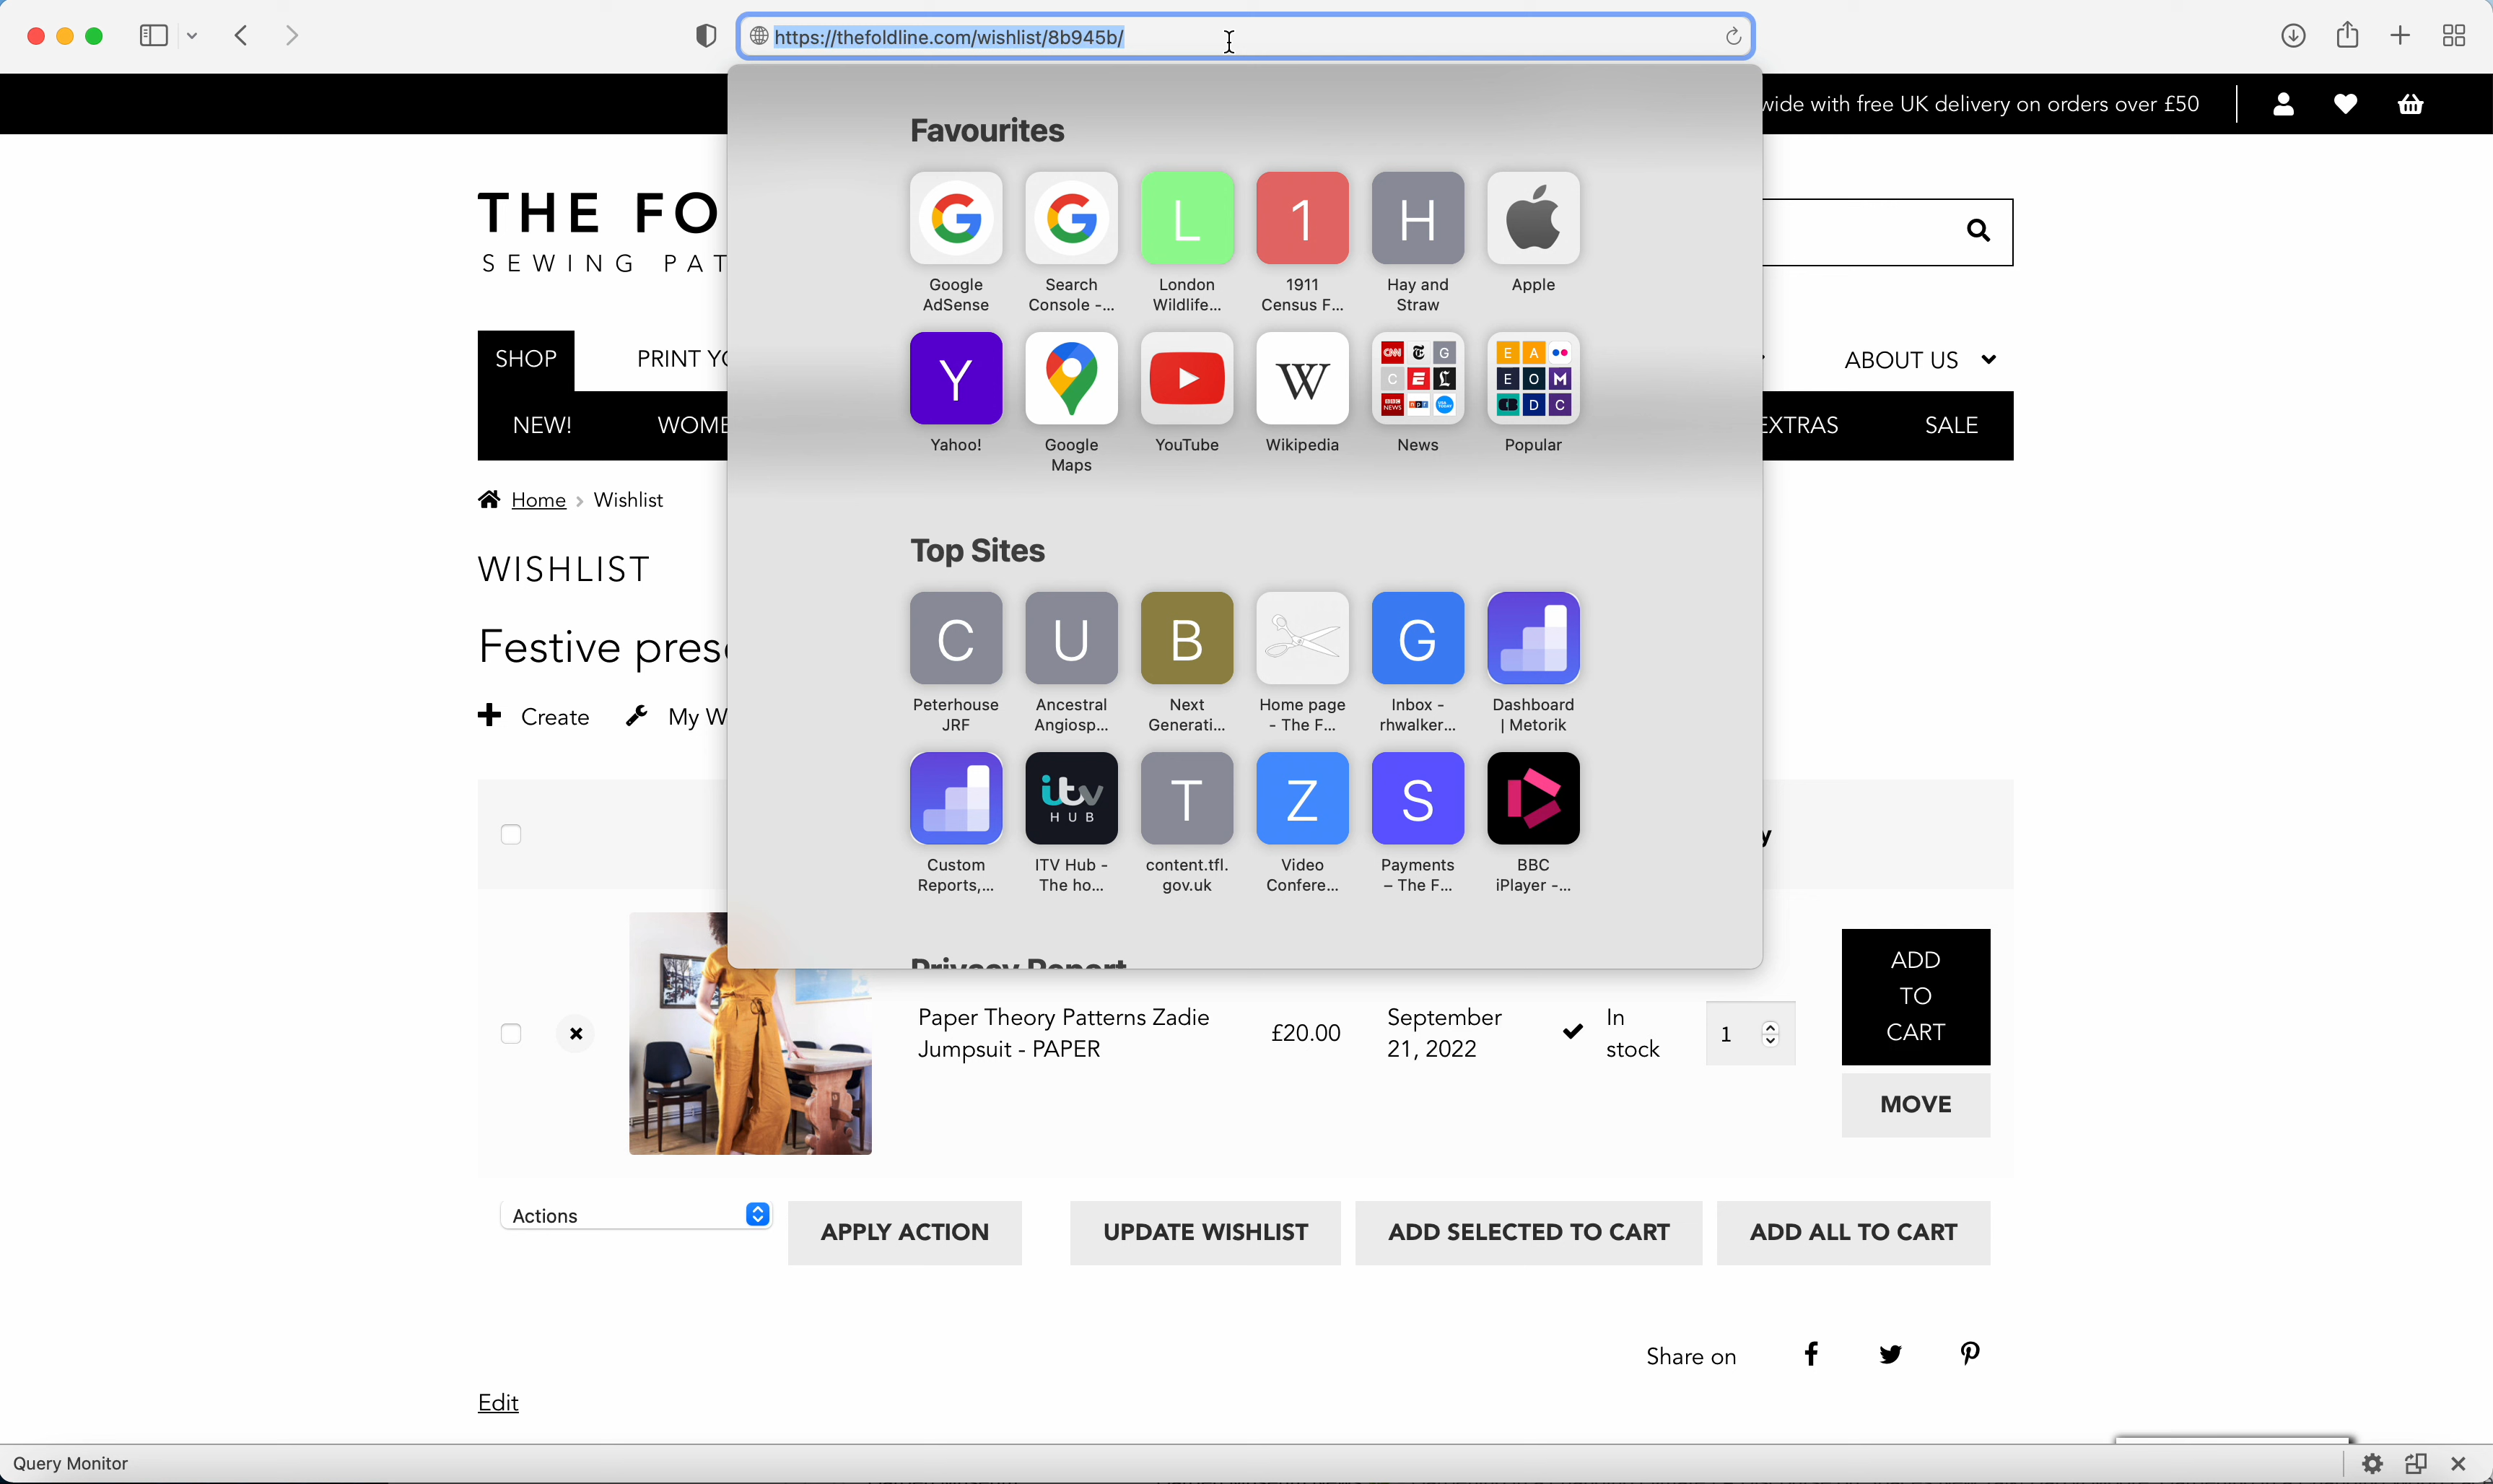 https://thefoldline.com/wishlist/8b945b/
wide with free UK delivery on orders over £50
Favourites
THE FO
SEWING PAT
Google AdSense
Search Console -...
London Wildlife...
1911 Census F...
Hay and Straw
Apple
SHOP
PRINT YO
ABOUT US
NEW!
WOME
EXTRAS
SALE
Yahoo!
Google Maps
YouTube
Wikipedia
News
Popular
Home > Wishlist
WISHLIST
Top Sites
Festive prese
Create
My W
Peterhouse JRF
Ancestral Angiosp...
Next Generati...
Home page - The F...
Inbox - rhwalker...
Dashboard | Metorik
itv
HUB
Custom Reports,...
ITV Hub - The ho...
content.tfl.gov.uk
Video Confere...
Payments – The F...
BBC iPlayer -...
y
Privacy Report
Paper Theory Patterns Zadie
Jumpsuit - PAPER
£20.00
September
21, 2022
In
stock
1
ADD
TO
CART
MOVE
Actions
APPLY ACTION
UPDATE WISHLIST
ADD SELECTED TO CART
ADD ALL TO CART
Share on
Edit
Query Monitor